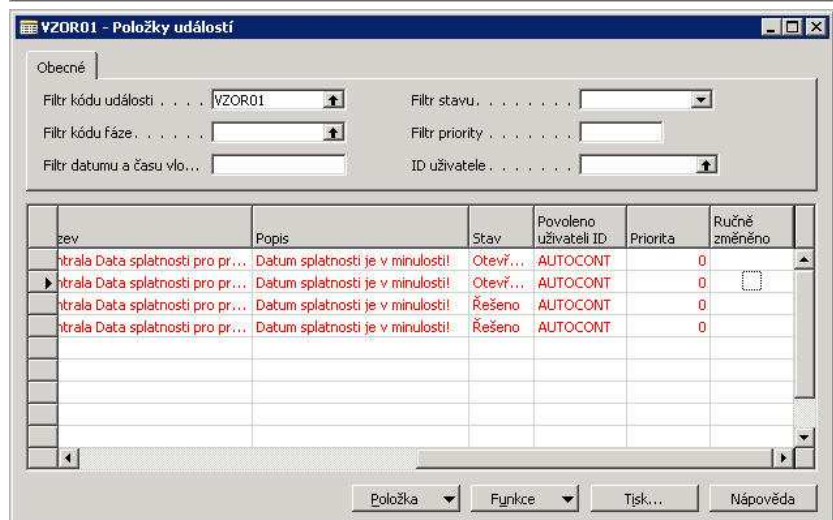 VZOR01 - Položky událostí
Obecné
Filtr kódu události . . . . VZOR01
Filtr stavu. . . . . . . . .
Filtr kódu fáze. . . . . .
Filtr priority . . . . . . .
Filtr datumu a času vlo...
ID uživatele . . . . . . .
zev Popis Stav Povoleno uživateli ID Priorita Ručně změněno
ntrala Data splatnosti pro pr... Datum splatnosti je v minulosti! Otevř... AUTOCONT 0
ntrala Data splatnosti pro pr... Datum splatnosti je v minulosti! Otevř... AUTOCONT 0
ntrala Data splatnosti pro pr... Datum splatnosti je v minulosti! Řešeno AUTOCONT 0
ntrala Data splatnosti pro pr... Datum splatnosti je v minulosti! Řešeno AUTOCONT 0
Položka Funkce Tisk... Nápověda